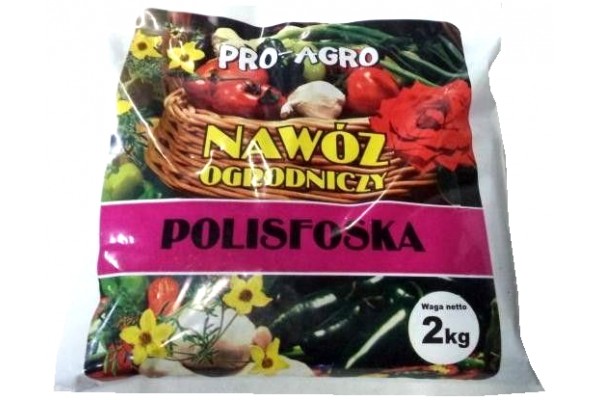 PRO-AGRO
NAWÓZ
OGRODNICZY
POLISFOSKA
Waga netto
2kg